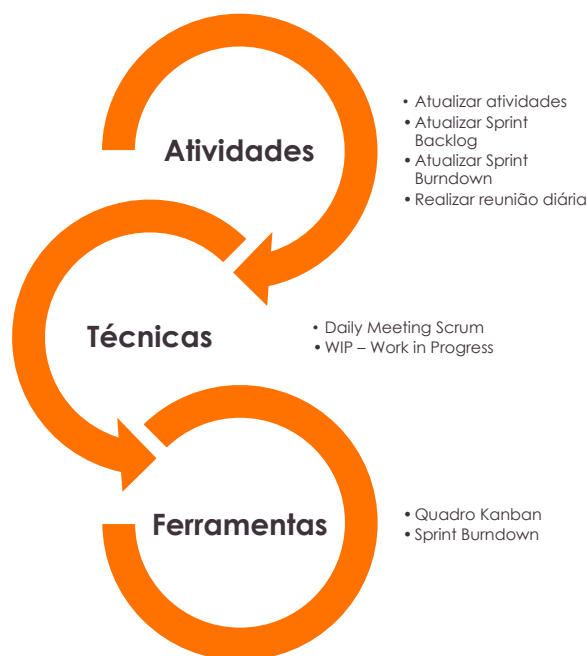 Atividades
• Atualizar atividades
• Atualizar Sprint
Backlog
• Atualizar Sprint
Burndown
• Realizar reunião diária
Técnicas
• Daily Meeting Scrum
• WIP – Work in Progress
Ferramentas
• Quadro Kanban
• Sprint Burndown